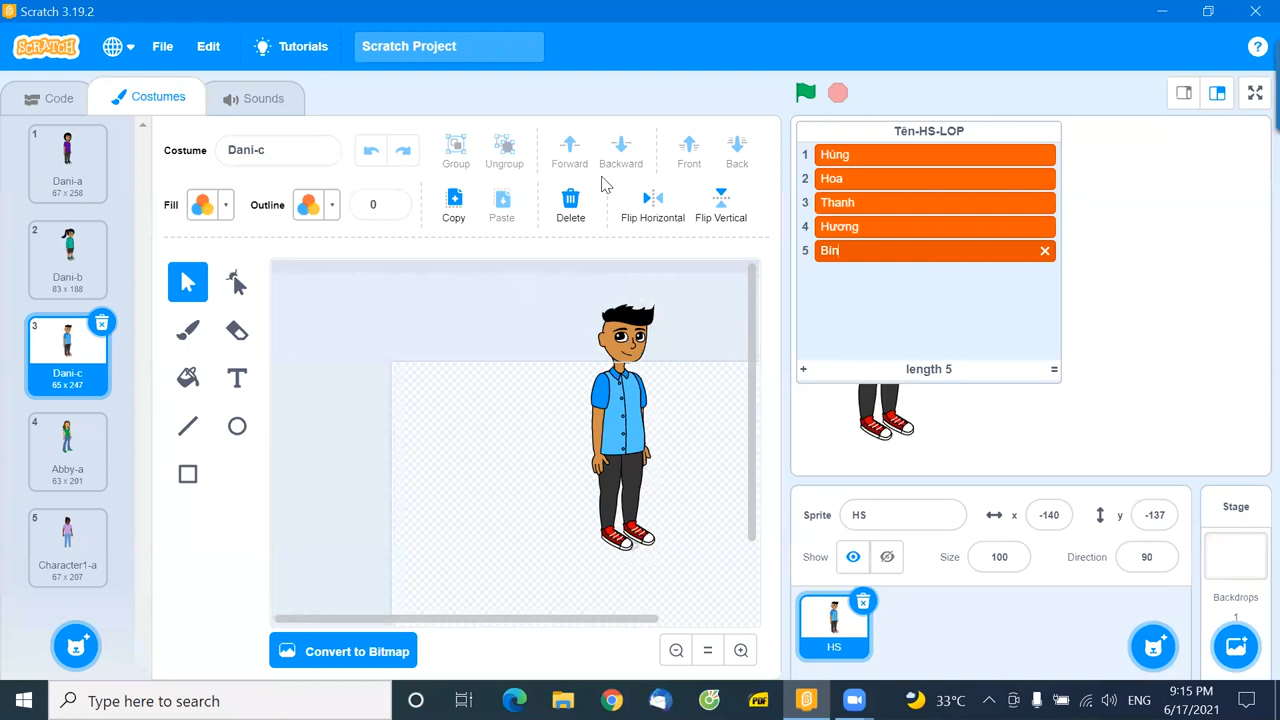 Scratch 3.19.2
SCRATCH File Edit Tutorials Scratch Project ?
Code Costumes Sounds
1
Dani-a
67 x 258
2
Dani-b
83 x 188
3
Dani-c
65 x 247
4
Abby-a
63 x 201
5
Character1-a
67 x 207
Costume Dani-c
Group Ungroup Forward Backward Front Back
Fill Outline 0
Copy Paste Delete Flip Horizontal Flip Vertical
T
Convert to Bitmap
=
Tên-HS-LOP
1 Hùng
2 Hoa
3 Thanh
4 Hương
5 Bin
+ length 5 =
Sprite HS x -140 y -137
Show Size 100 Direction 90
HS
Stage
Backdrops
1
Type here to search
PDF
33°C
ENG
9:15 PM
6/17/2021